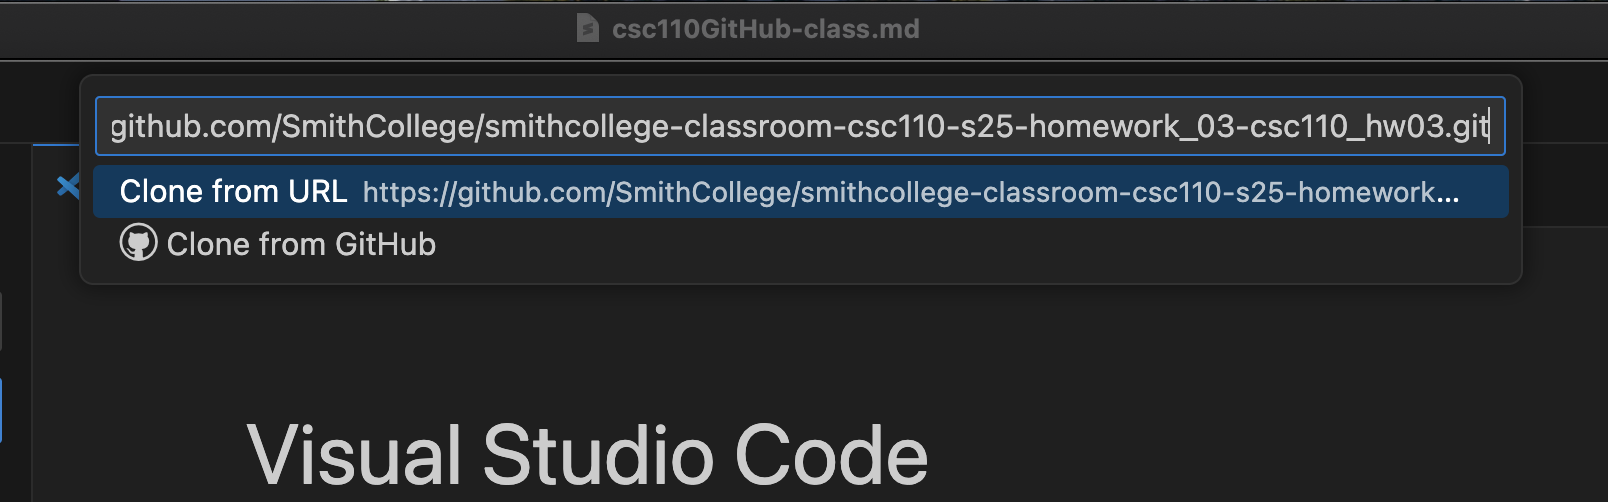 csc110GitHub-class.md
github.com/SmithCollege/smithcollege-classroom-csc110-s25-homework_03-csc110_hw03.git
Clone from URL https://github.com/SmithCollege/smithcollege-classroom-csc110-s25-homework...
Clone from GitHub
Visual Studio Code